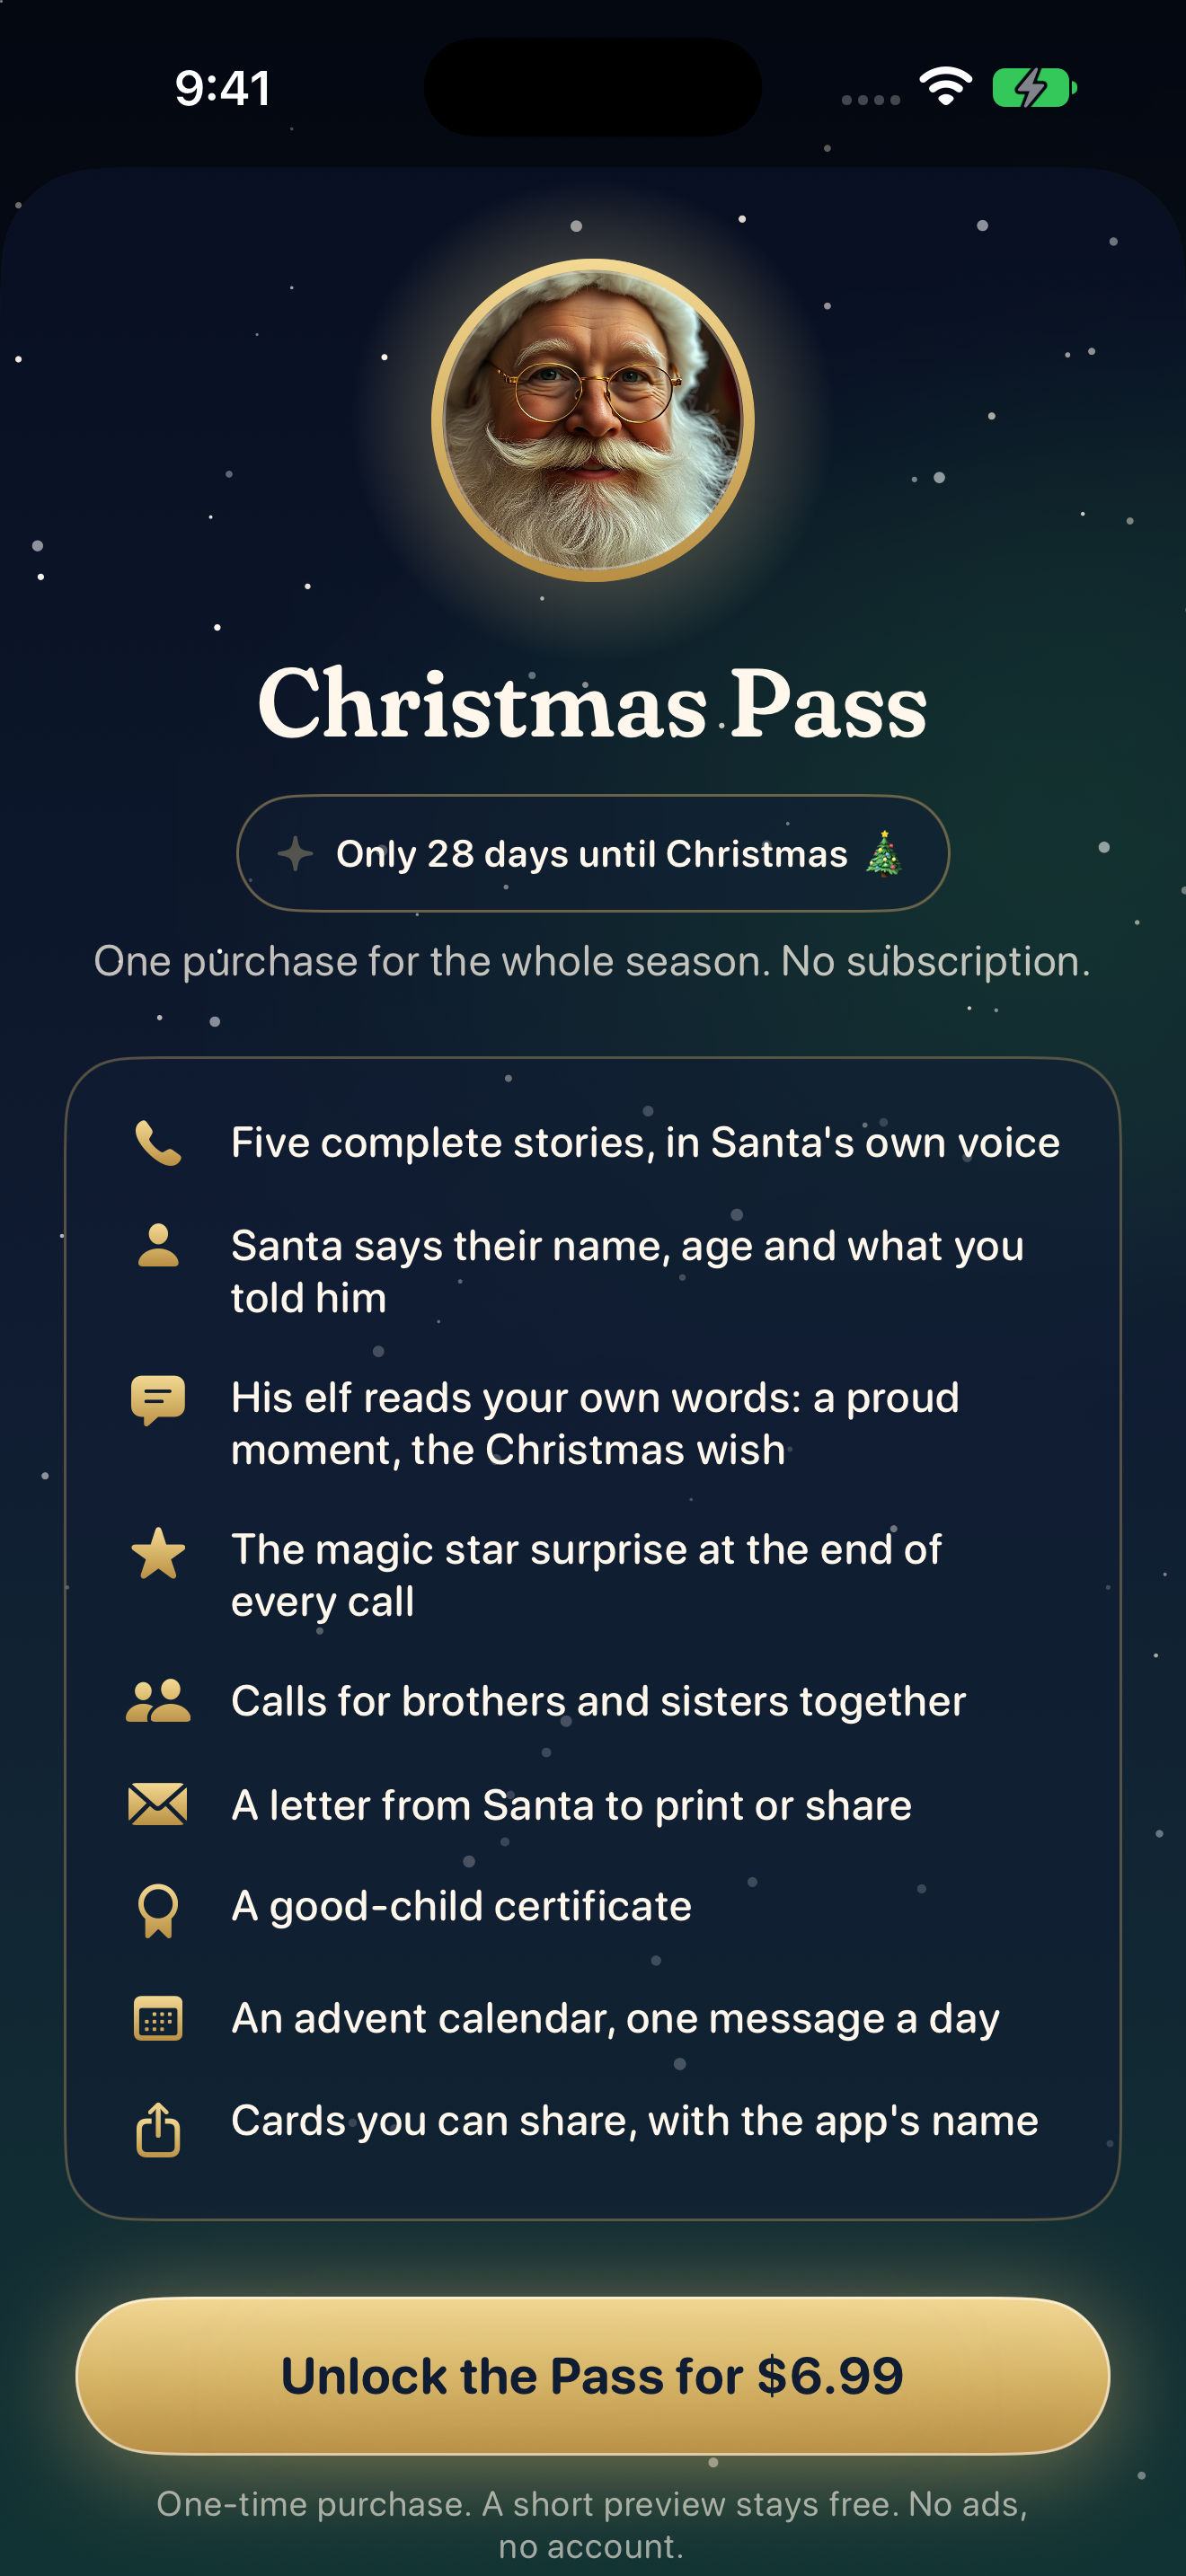 9:41
Christmas Pass
Only 28 days until Christmas 🎄
One purchase for the whole season. No subscription.
Five complete stories, in Santa's own voice
Santa says their name, age and what you
told him
His elf reads your own words: a proud
moment, the Christmas wish
The magic star surprise at the end of
every call
Calls for brothers and sisters together
A letter from Santa to print or share
A good-child certificate
An advent calendar, one message a day
Cards you can share, with the app's name
Unlock the Pass for $6.99
One-time purchase. A short preview stays free. No ads,
no account.